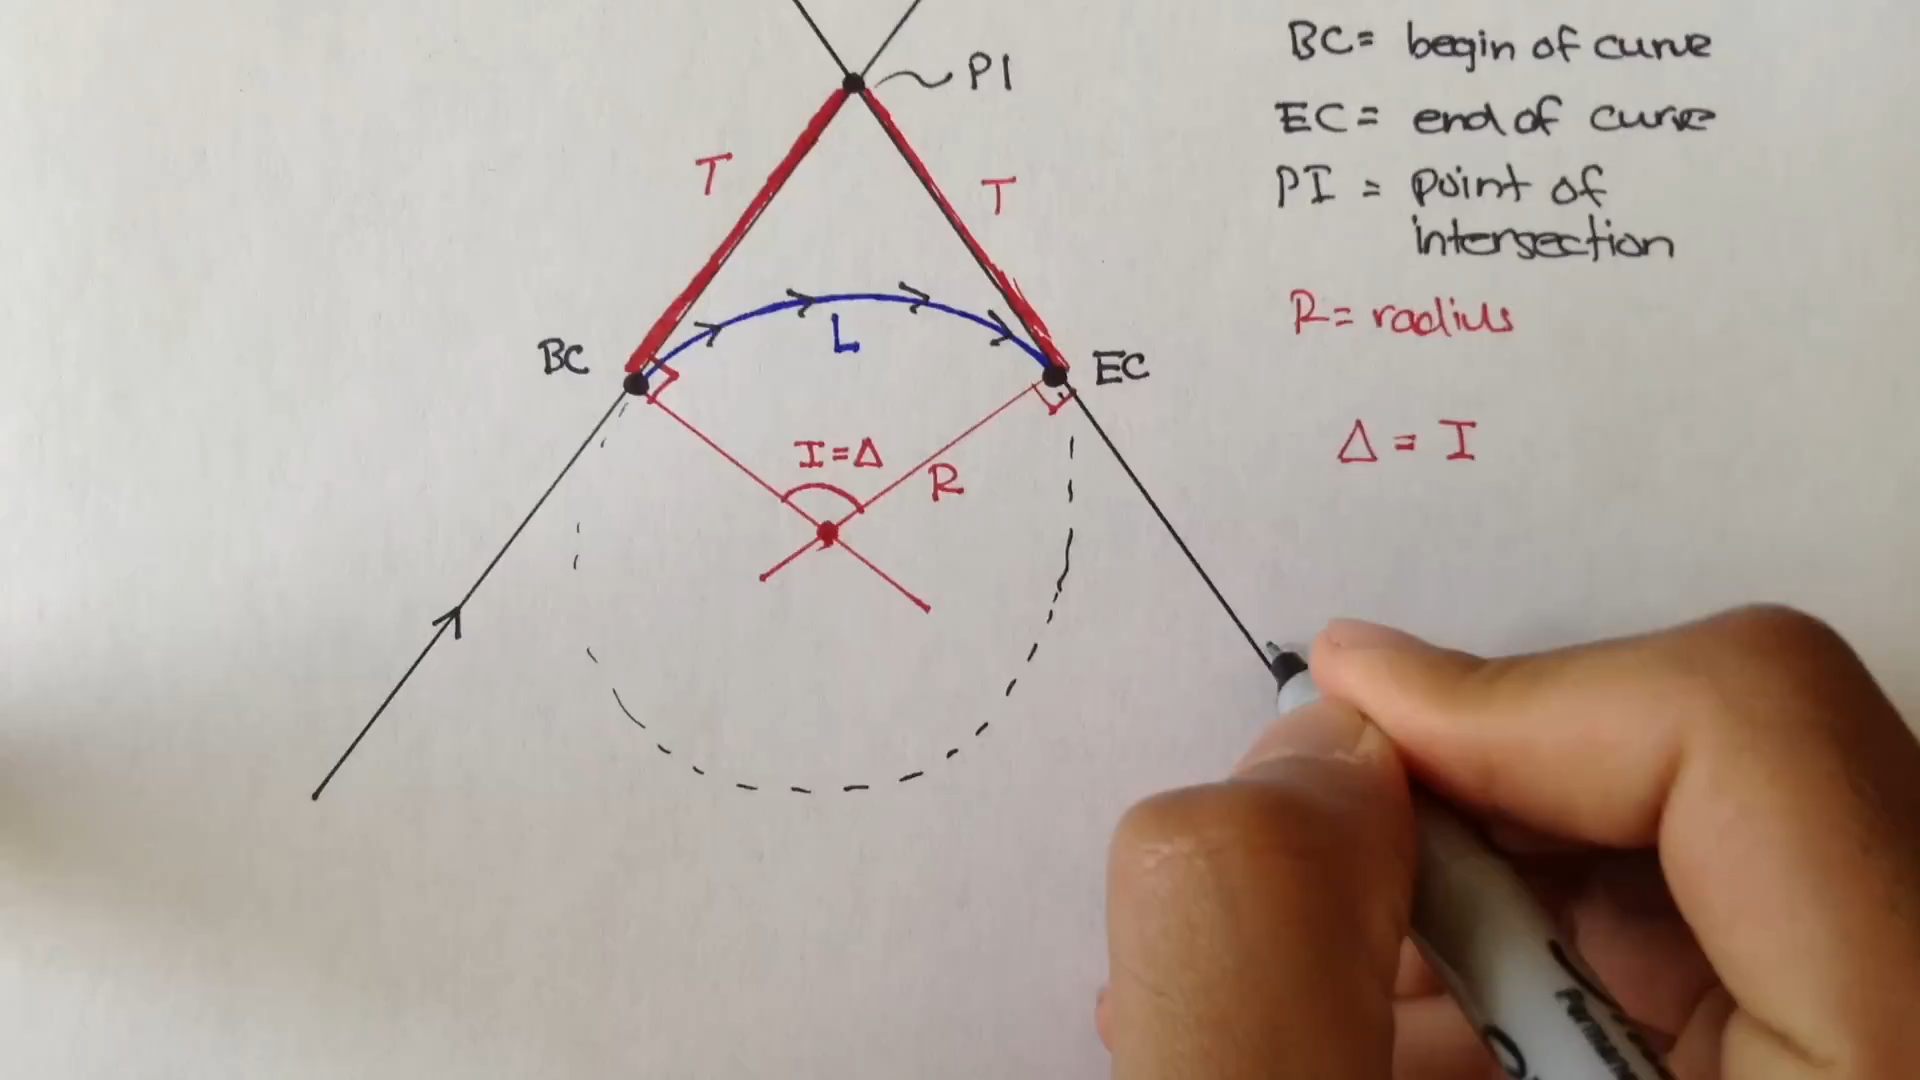 PI
T
T
BC
L
EC
I=Δ
R
BC= begin of curve
EC= end of curve
PI = point of
intersection
R= radius
Δ = I